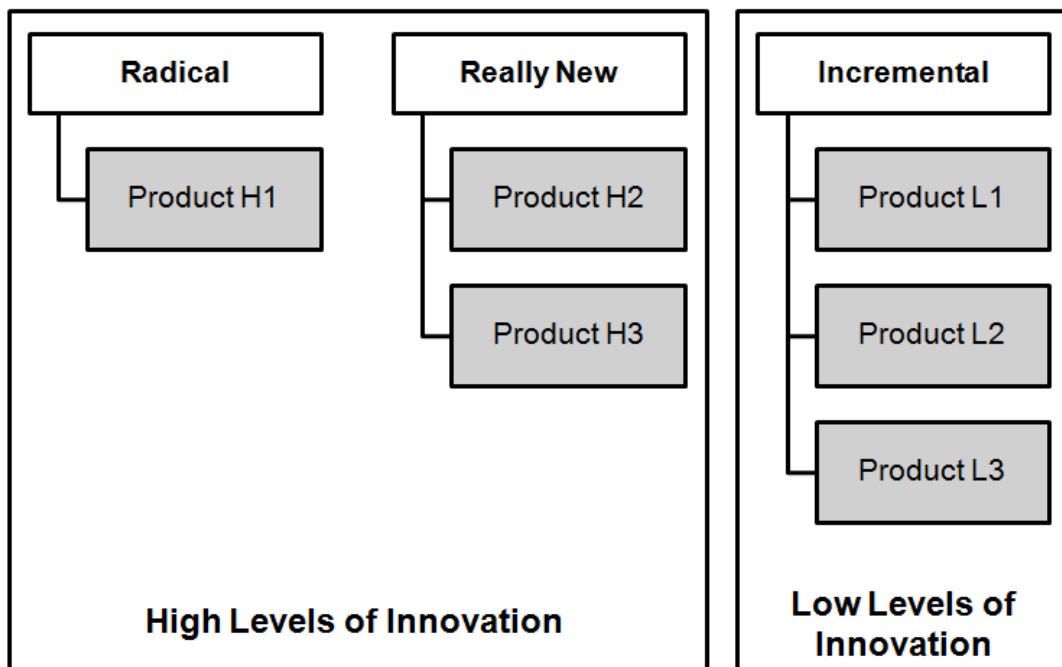 Radical
Product H1
Really New
Product H2
Product H3
High Levels of Innovation
Incremental
Product L1
Product L2
Product L3
Low Levels of
Innovation